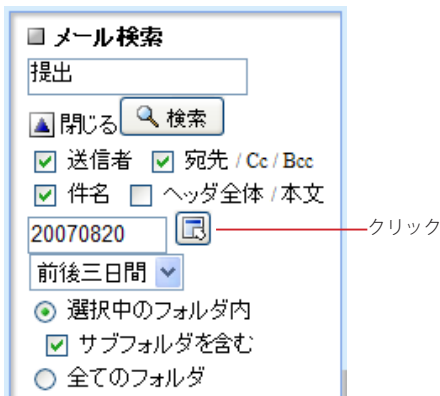 メール検索
提出
閉じる 検索
送信者 宛先 / Cc / Bcc
件名 ヘッダ全体 / 本文
20070820 クリック
前後三日間
選択中のフォルダ内
サブフォルダを含む
全てのフォルダ